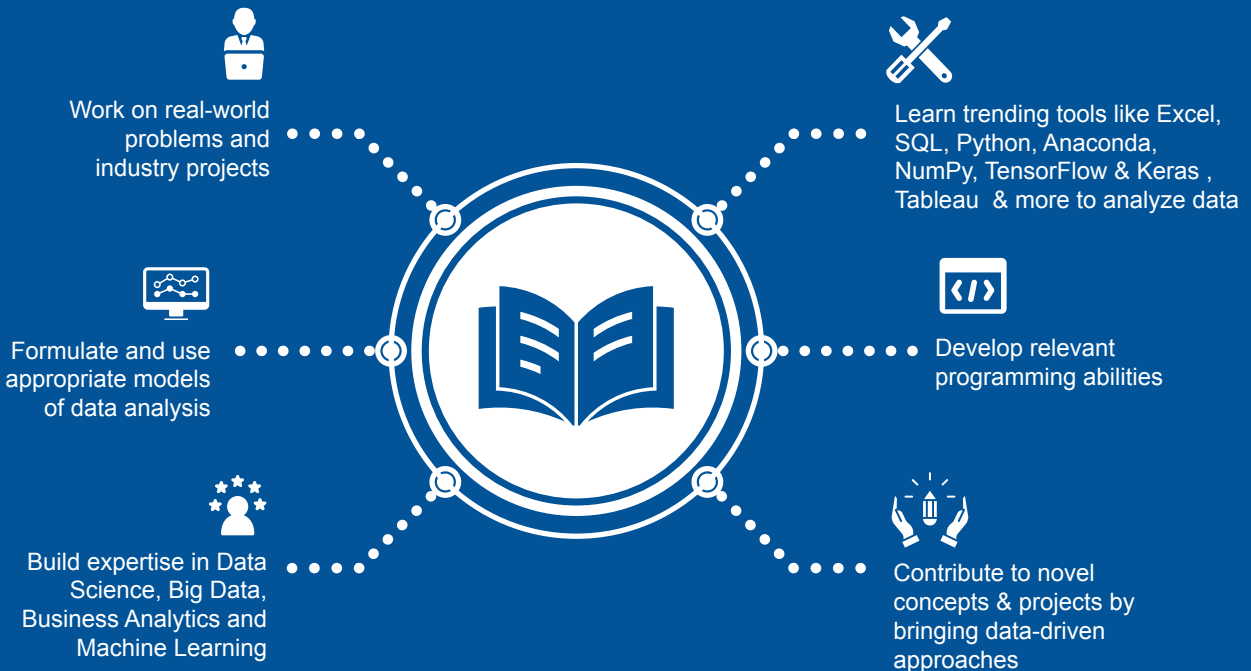 Work on real-world
problems and
industry projects
Learn trending tools like Excel,
SQL, Python, Anaconda,
NumPy, TensorFlow & Keras ,
Tableau  & more to analyze data
Formulate and use
appropriate models
of data analysis
Develop relevant
programming abilities
Build expertise in Data
Science, Big Data,
Business Analytics and
Machine Learning
Contribute to novel
concepts & projects by
bringing data-driven
approaches